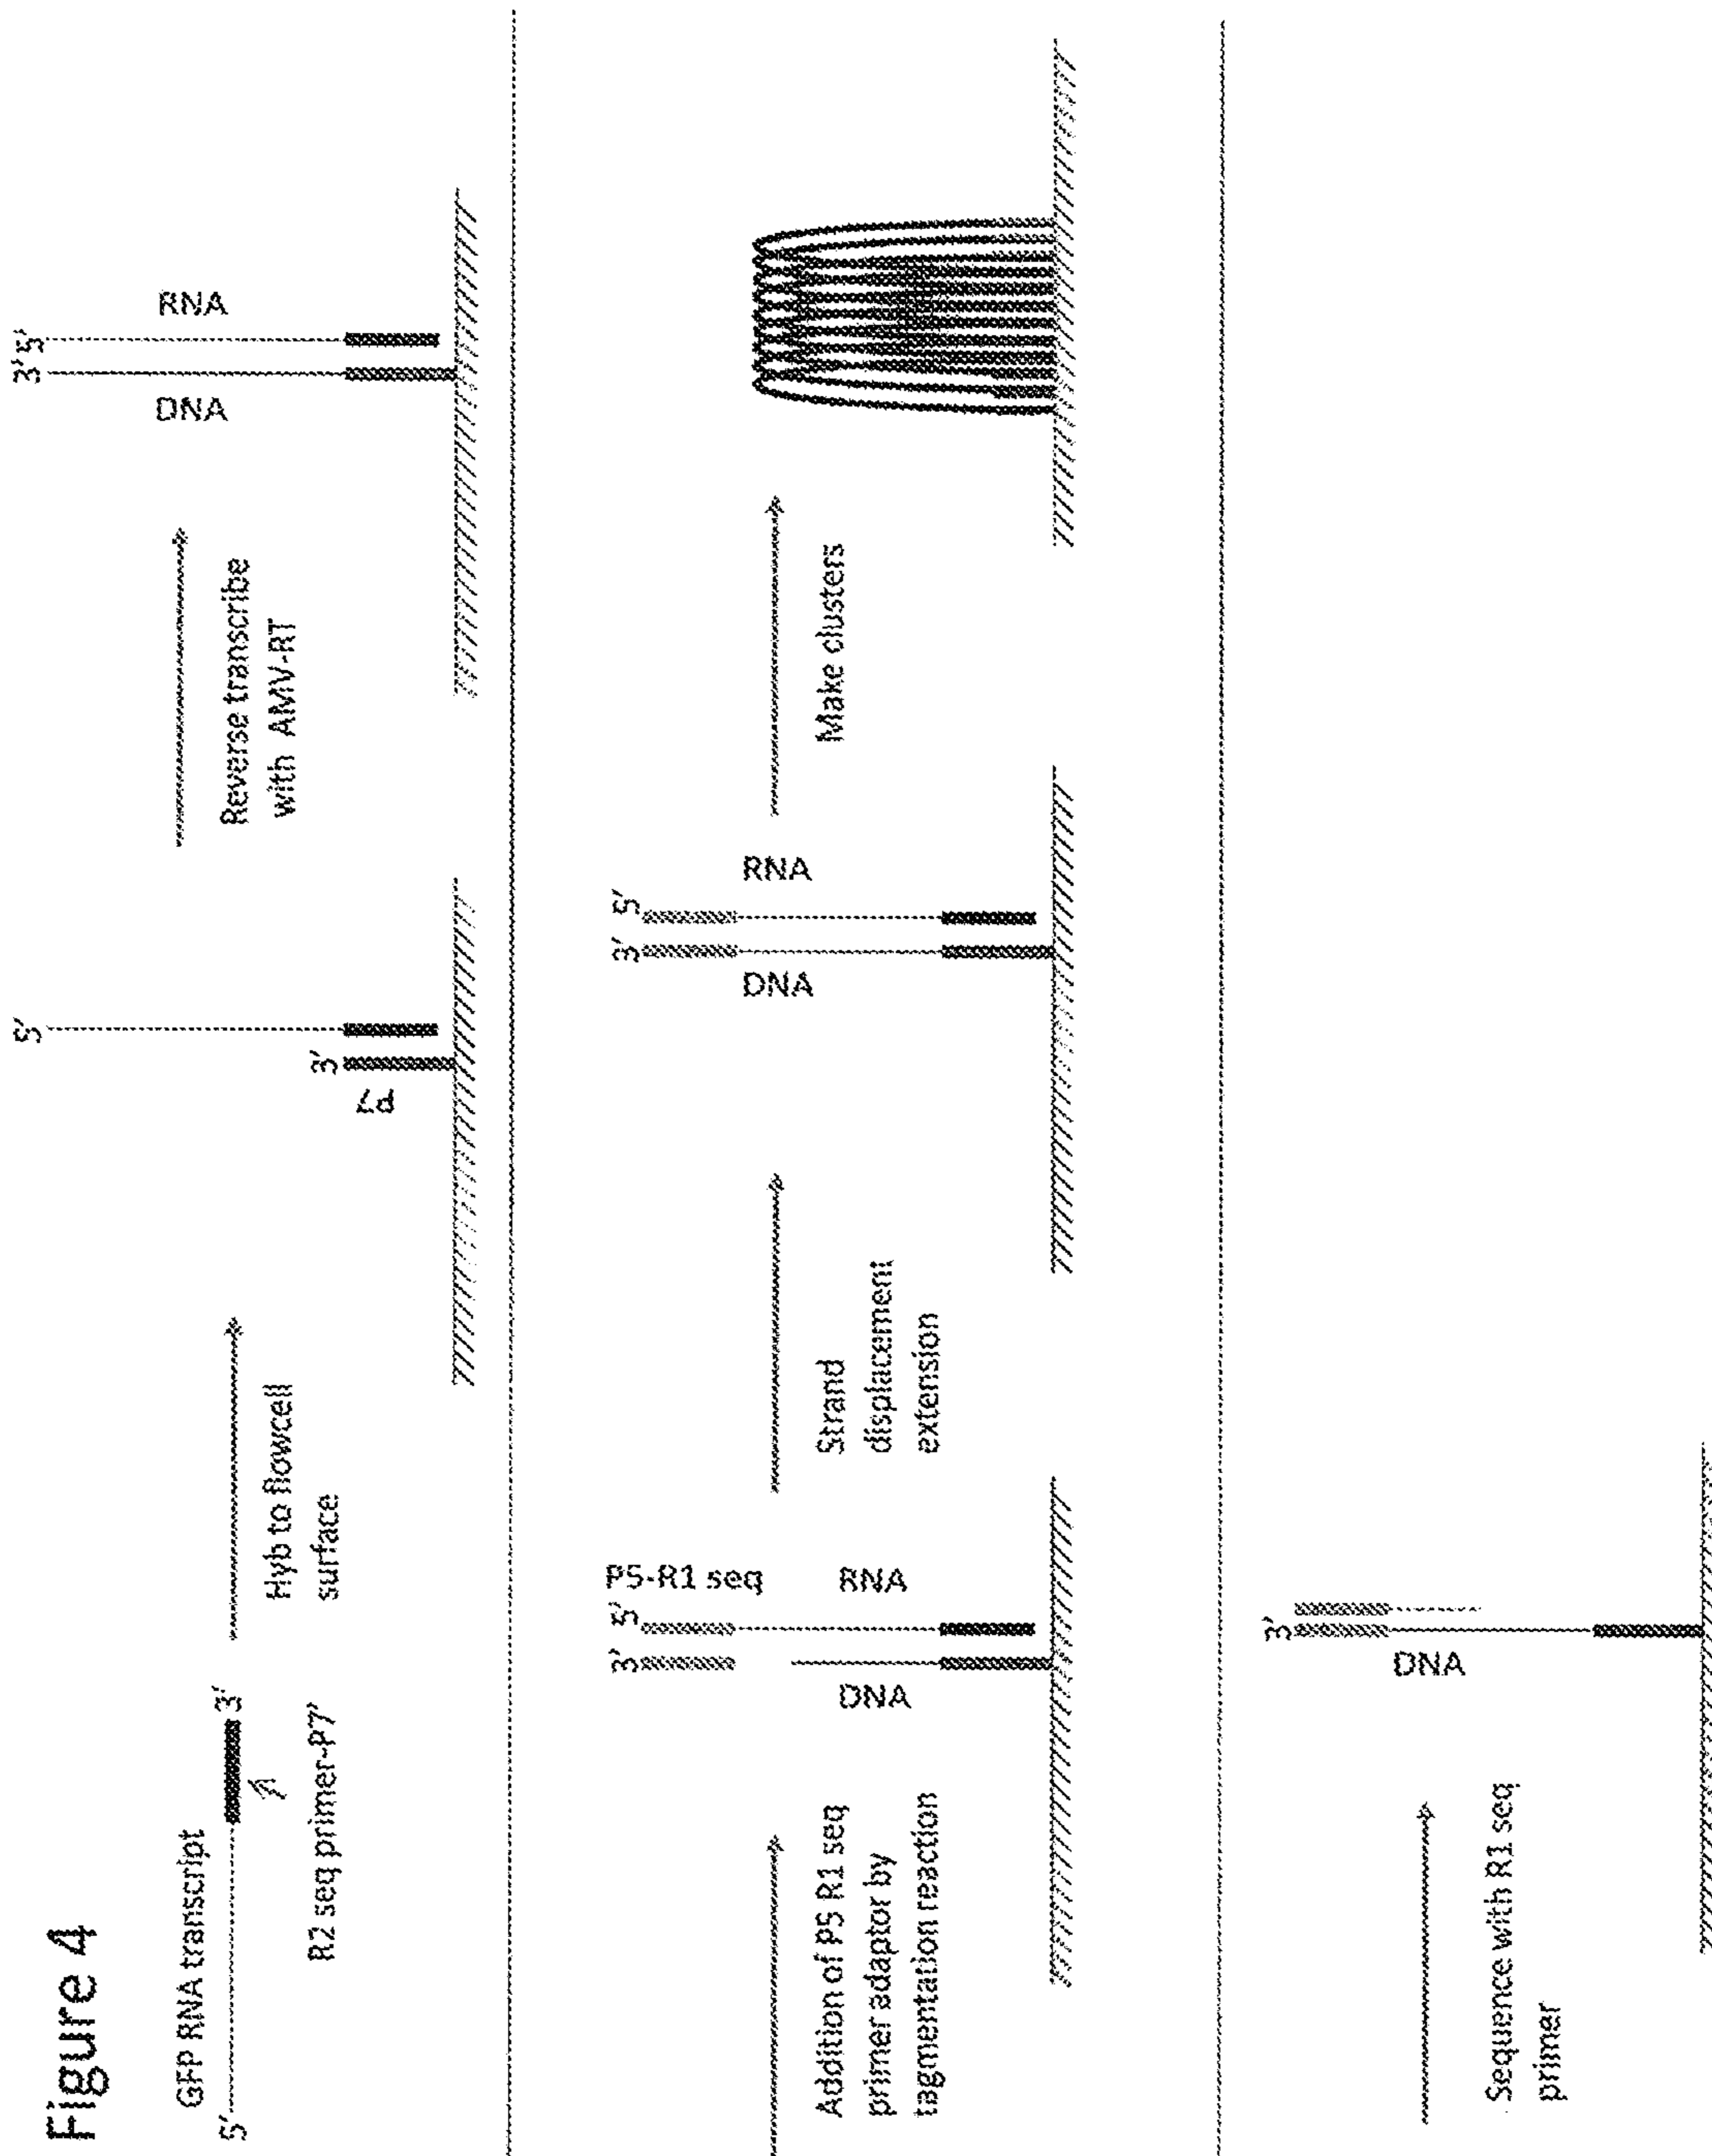 Figure 4
GFP RNA transcript
5'
3'
R2 seq primer-P7'
Hyb to flowcell
surface
5'
3'
P7
Reverse transcribe
with AMV-RT
3' 5'
RNA
DNA
Addition of P5 R1 seq
primer adaptor by
tagmentation reaction
P5-R1 seq
5'
3'
RNA
DNA
Strand
displacement
extension
5'
3'
RNA
DNA
Make clusters
Sequence with R1 seq
primer
3'
DNA